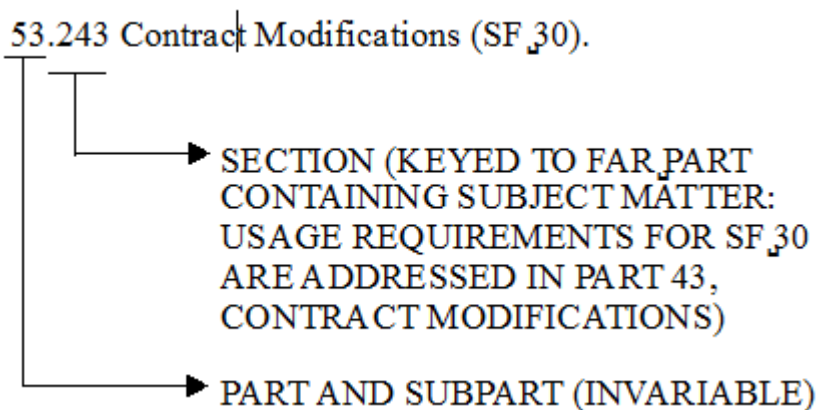 53.243 Contract Modifications (SF 30).
SECTION (KEYED TO FAR PART
CONTAINING SUBJECT MATTER:
USAGE REQUIREMENTS FOR SF 30
ARE ADDRESSED IN PART 43,
CONTRACT MODIFICATIONS)
PART AND SUBPART (INVARIABLE)